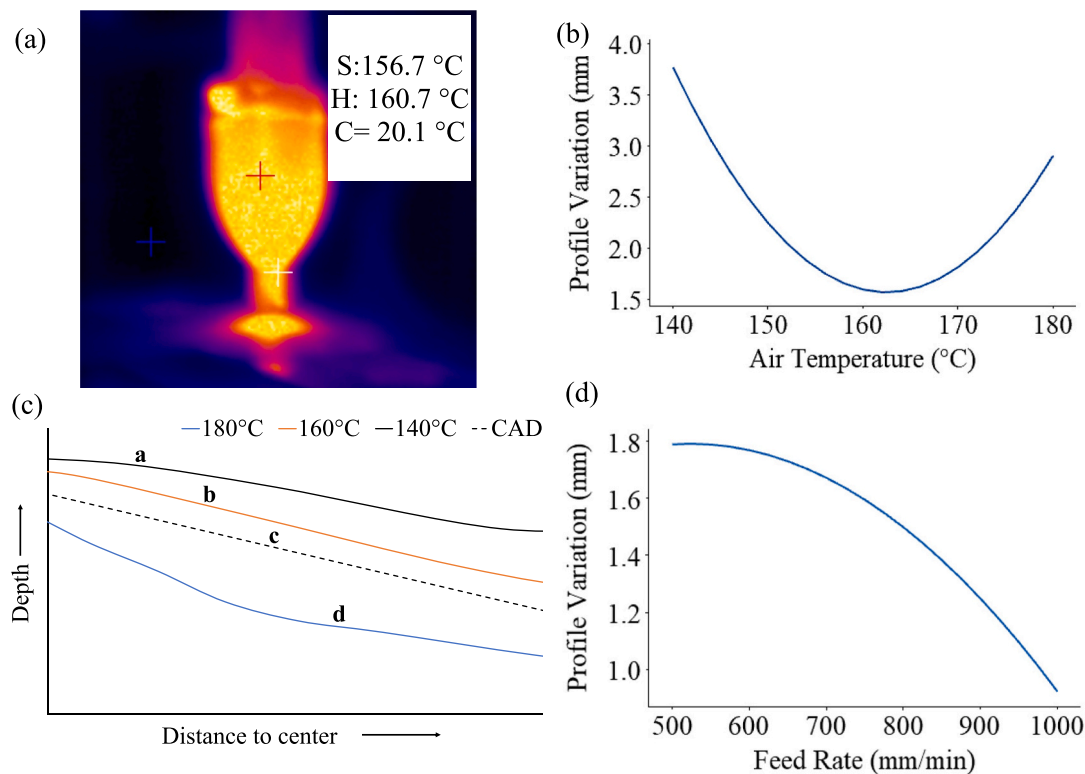 (a)
S:156.7 °C
H: 160.7 °C
C= 20.1 °C
(b)
4.0
3.5
3.0
2.5
2.0
1.5
Profile Variation (mm
140 150 160 170 180
Air Temperature (°C)
(c)
180°C 160°C 140°C CAD
a
b
c
d
Depth
Distance to center
(d)
1.8
1.6
1.4
1.2
1.0
Profile Variation (mm)
500 600 700 800 900 1000
Feed Rate (mm/min)